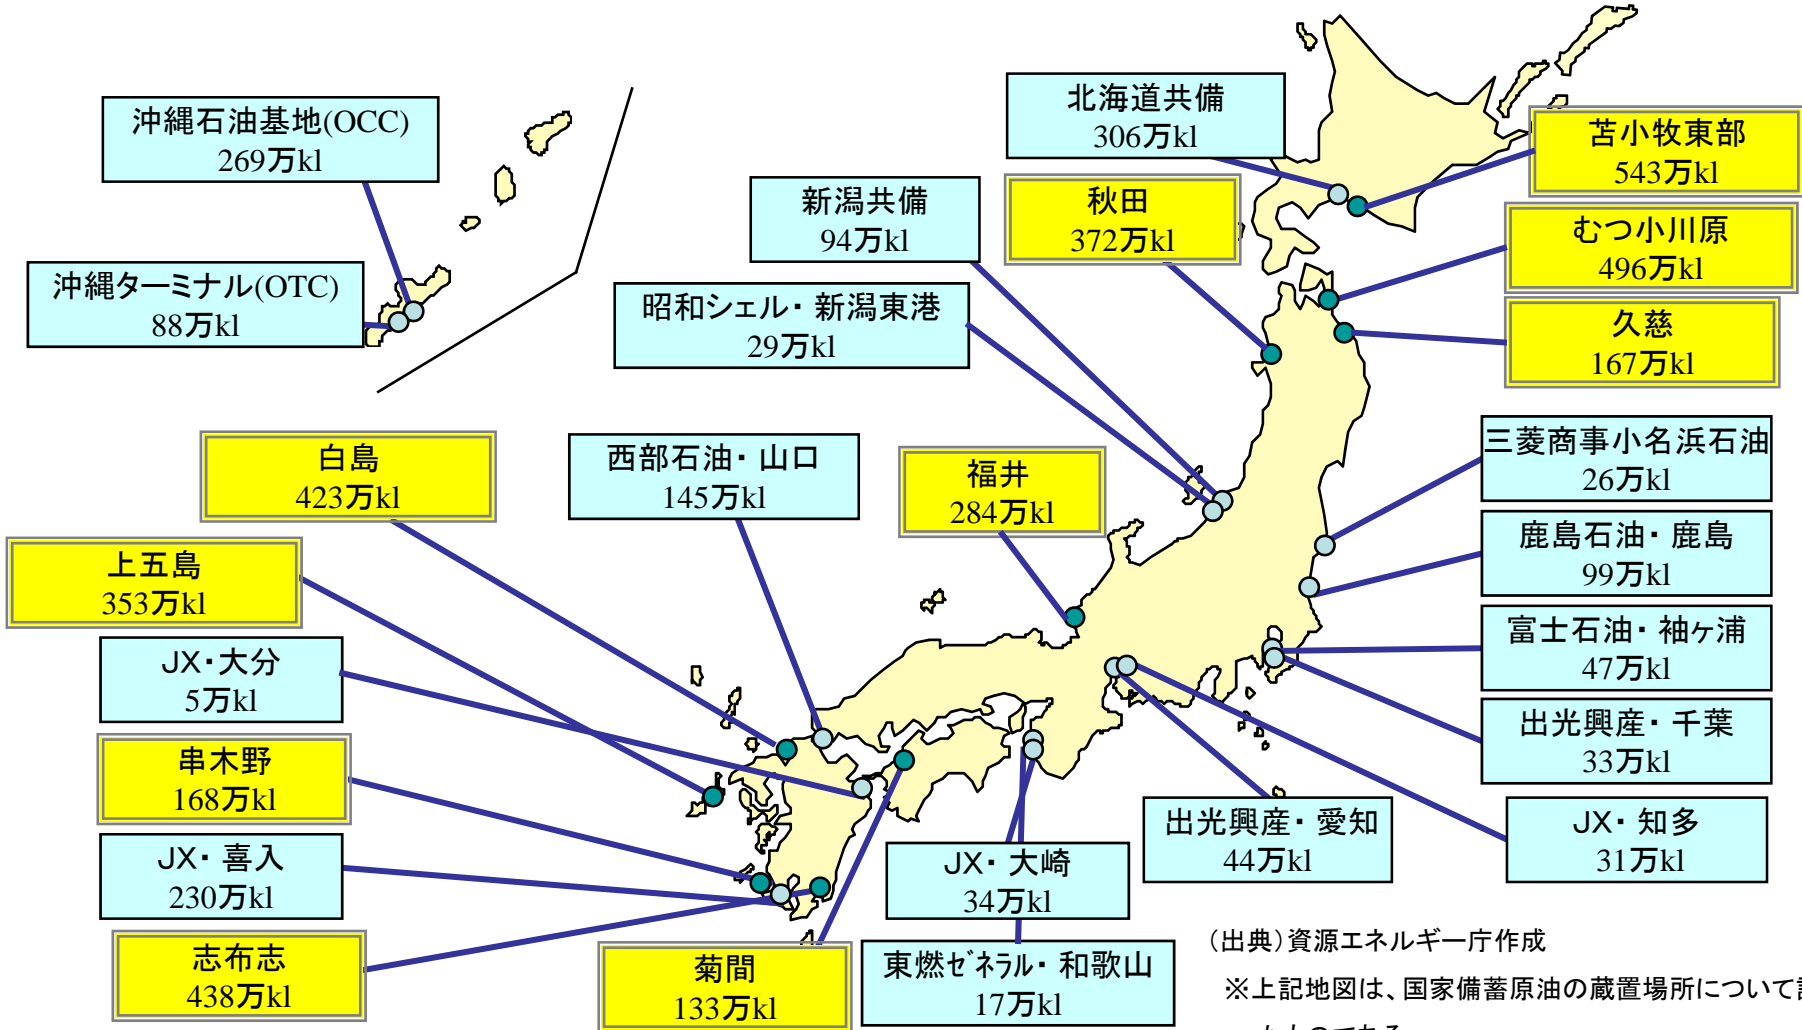 沖縄石油基地(OCC)
269万kl
沖縄ターミナル(OTC)
88万kl
北海道共備
306万kl
苫小牧東部
543万kl
新潟共備
94万kl
秋田
372万kl
むつ小川原
496万kl
昭和シェル・新潟東港
29万kl
久慈
167万kl
白島
423万kl
西部石油・山口
145万kl
福井
284万kl
三菱商事小名浜石油
26万kl
上五島
353万kl
鹿島石油・鹿島
99万kl
JX・大分
5万kl
富士石油・袖ヶ浦
47万kl
出光興産・千葉
33万kl
串木野
168万kl
JX・喜入
230万kl
JX・大崎
34万kl
出光興産・愛知
44万kl
JX・知多
31万kl
志布志
438万kl
菊間
133万kl
東燃ｾﾞﾈﾗﾙ・和歌山
17万kl
（出典）資源エネルギー庁作成
※上記地図は、国家備蓄原油の蔵置場所について